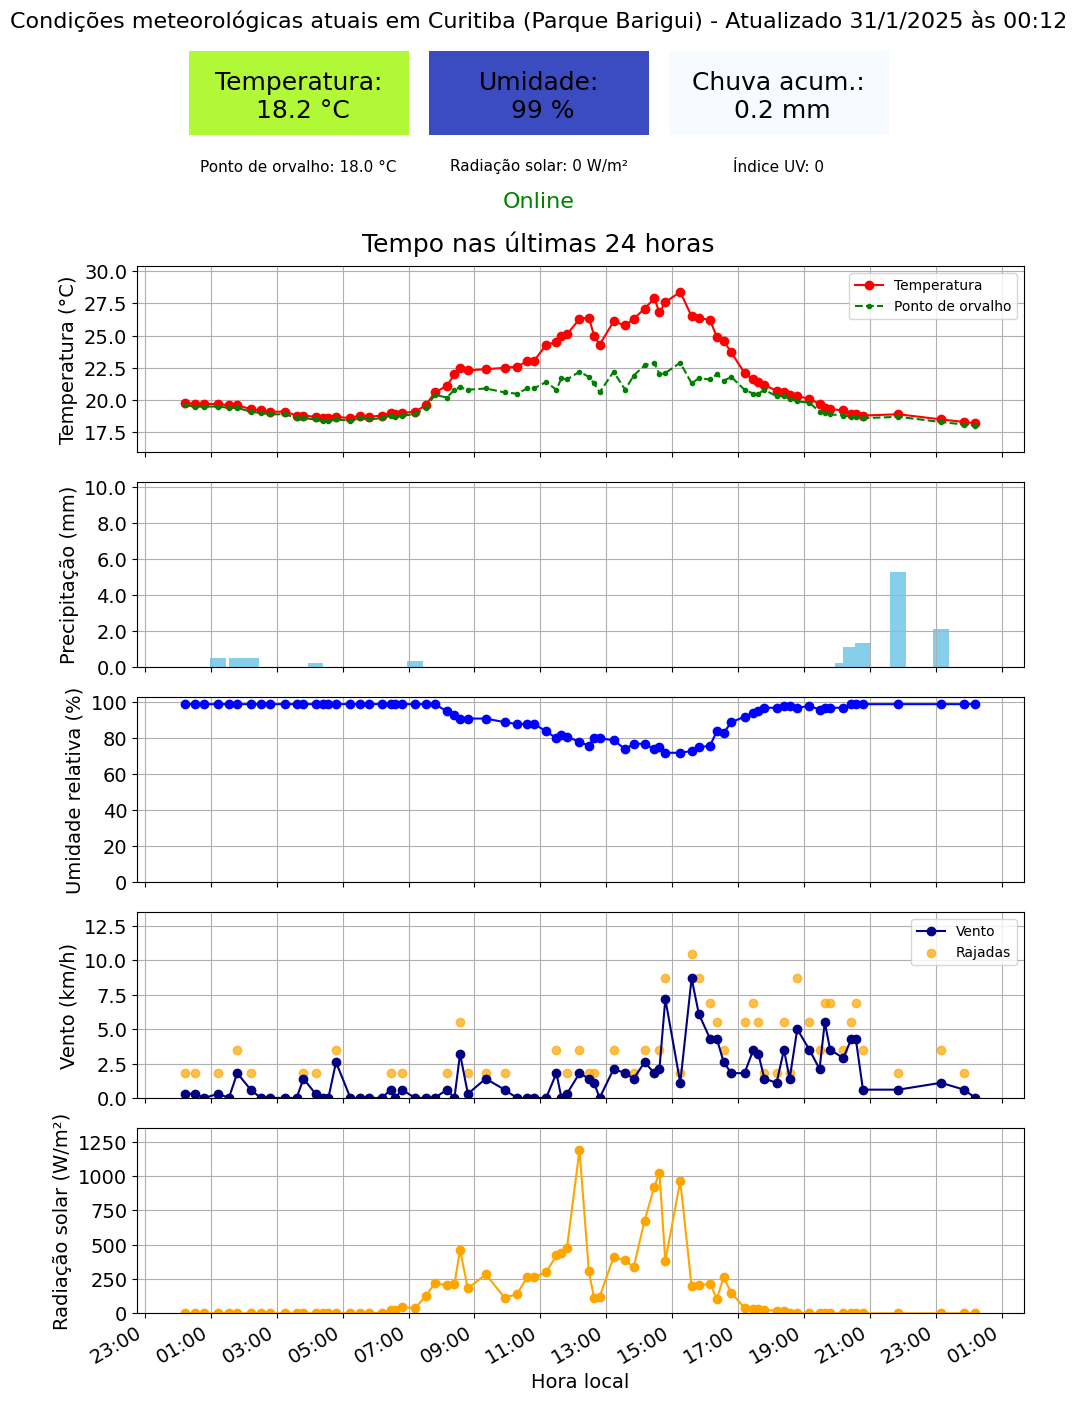 Condições meteorológicas atuais em Curitiba (Parque Barigui) - Atualizado 31/1/2025 às 00:12
Temperatura:
18.2 °C
Umidade:
99 %
Chuva acum.:
0.2 mm
Ponto de orvalho: 18.0 °C
Radiação solar: 0 W/m²
Índice UV: 0
Online
Tempo nas últimas 24 horas
Temperatura (°C)
30.0
27.5
25.0
22.5
20.0
17.5
Temperatura
Ponto de orvalho
Precipitação (mm)
10.0
8.0
6.0
4.0
2.0
0.0
Umidade relativa (%)
100
80
60
40
20
0
Vento (km/h)
12.5
10.0
7.5
5.0
2.5
0.0
Vento
Rajadas
Radiação solar (W/m²)
1250
1000
750
500
250
0
23:00 01:00 03:00 05:00 07:00 09:00 11:00 13:00 15:00 17:00 19:00 21:00 23:00 01:00
Hora local